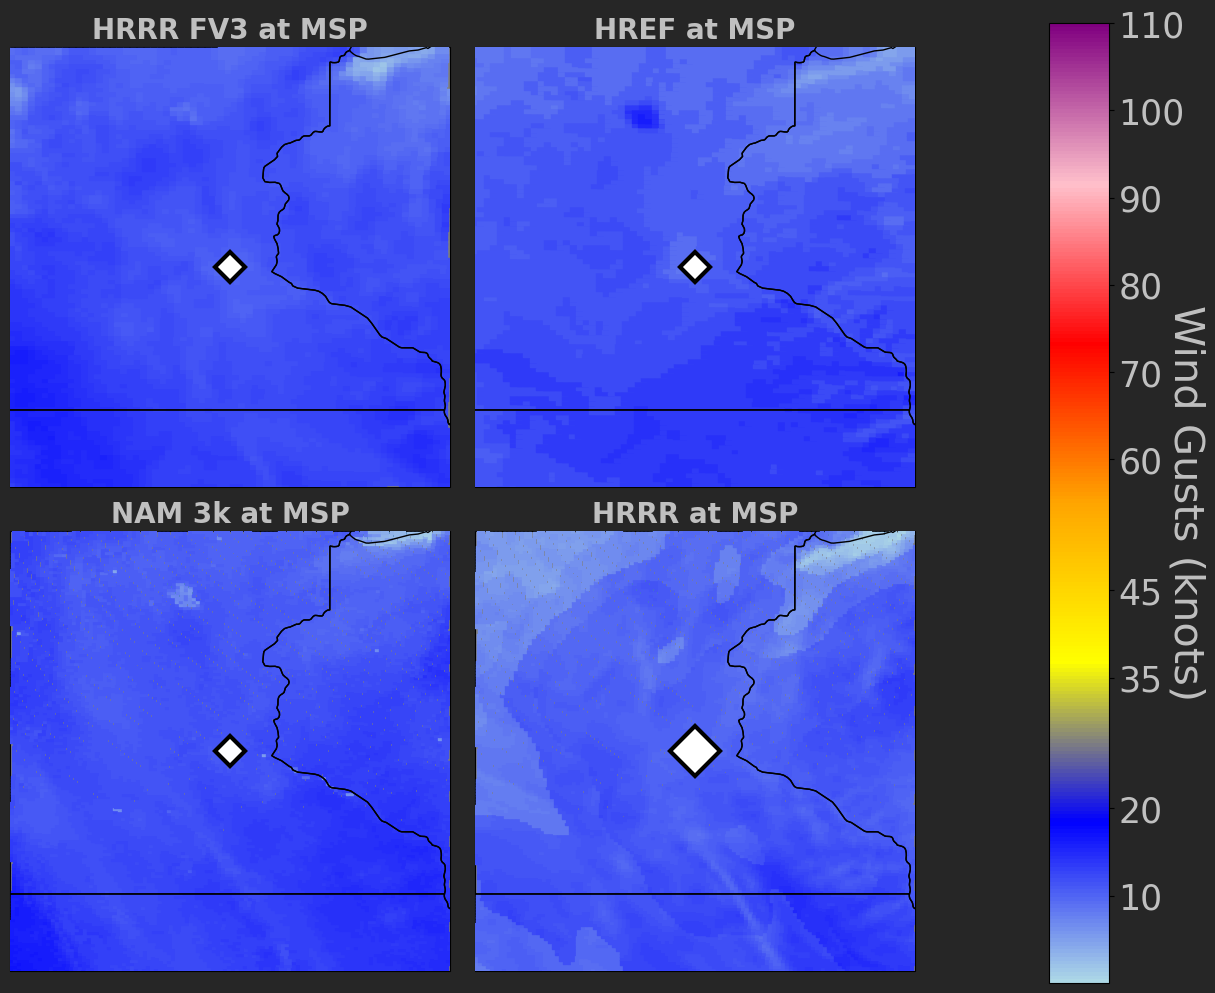 HRRR FV3 at MSP
HREF at MSP
NAM 3k at MSP
HRRR at MSP
110
100
90
80
70
60
45
35
20
10
Wind Gusts (knots)